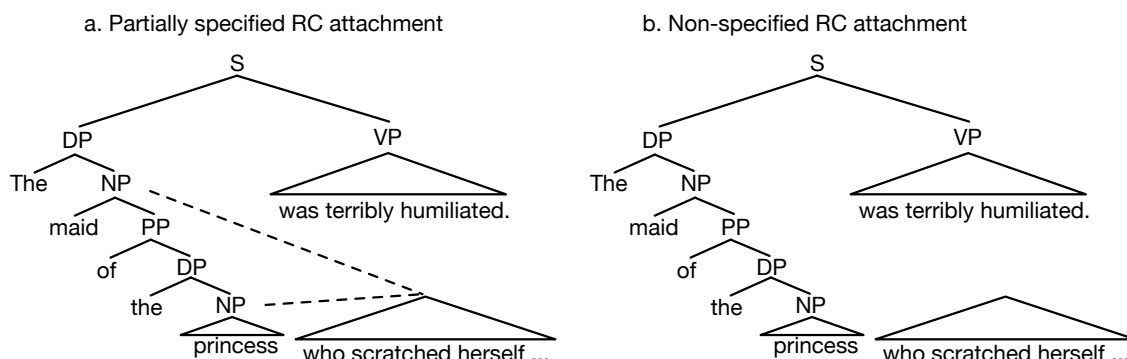 a. Partially specified RC attachment
S
DP
VP
The
NP
was terribly humiliated.
maid
PP
of
DP
the
NP
princess
who scratched herself ...
b. Non-specified RC attachment
S
DP
VP
The
NP
was terribly humiliated.
maid
PP
of
DP
the
NP
princess
who scratched herself ...